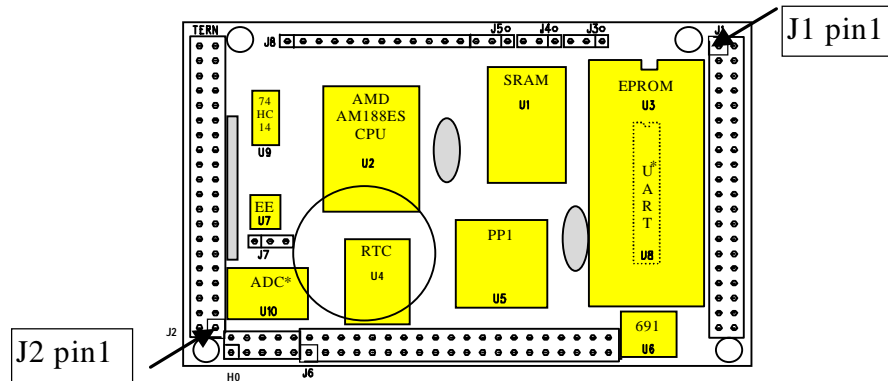 TERN
J8
J5
J4
J3
J1
J1 pin1
74
HC
14
U9
AMD
AM188ES
CPU
U2
SRAM
U1
EPROM
U3
U*
A
R
T
U8
EE
U7
J7
RTC
U4
PP1
U5
ADC*
U10
691
U6
J2
J2 pin1
H0
J6